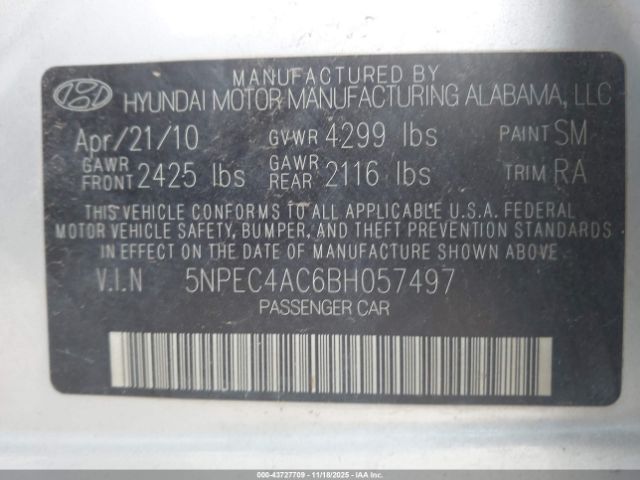 MANUFACTURED BY
HYUNDAI MOTOR MANUFACTURING ALABAMA, LLC
Apr/21/10 GVWR 4299 lbs PAINT SM
GAWR FRONT 2425 lbs GAWR REAR 2116 lbs TRIM RA
THIS VEHICLE CONFORMS TO ALL APPLICABLE U.S.A. FEDERAL
MOTOR VEHICLE SAFETY, BUMPER, AND THEFT PREVENTION
STANDARDS IN EFFECT ON THE DATE OF MANUFACTURE SHOWN ABOVE.
V.I.N 5NPEC4AC6BH057497
PASSENGER CAR
000-43727709 - 11/18/2025 - COPART.CA